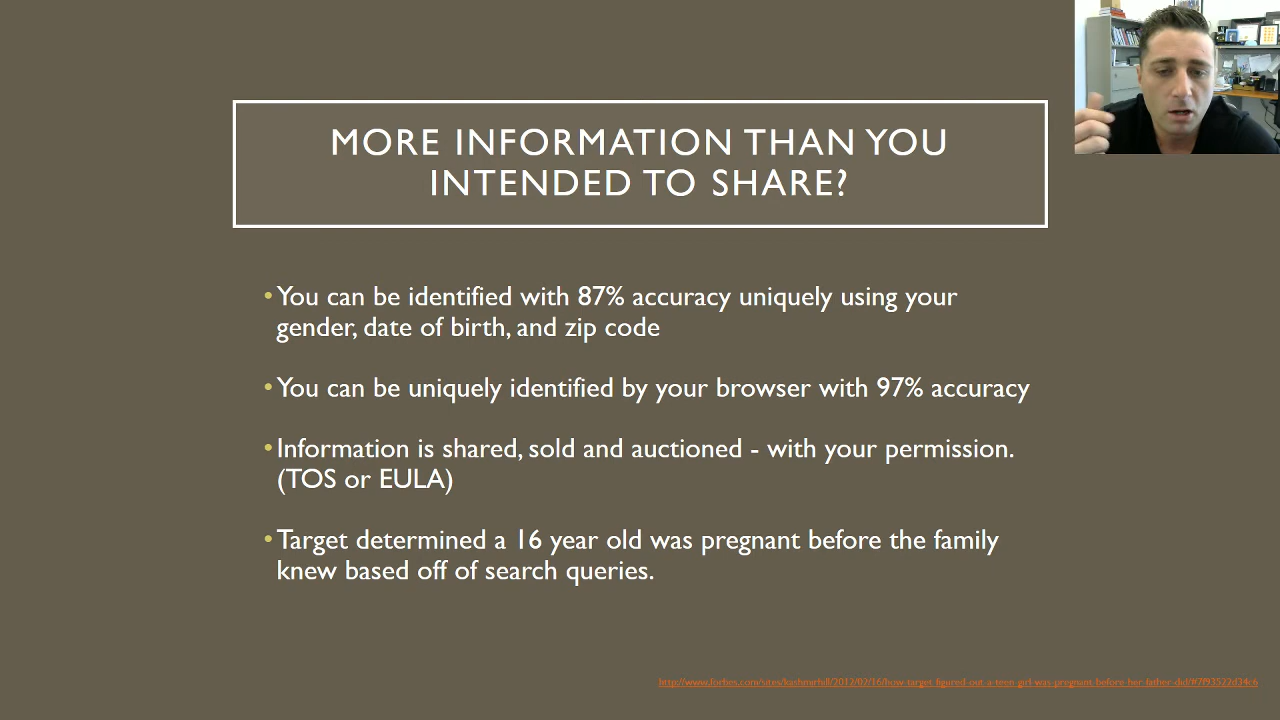 MORE INFORMATION THAN YOU
INTENDED TO SHARE?
•You can be identified with 87% accuracy uniquely using your
gender, date of birth, and zip code
•You can be uniquely identified by your browser with 97% accuracy
•Information is shared, sold and auctioned - with your permission.
(TOS or EULA)
•Target determined a 16 year old was pregnant before the family
knew based off of search queries.
http://www.forbes.com/sites/kashmirhill/2012/02/16/how-target-figured-out-a-teen-girl-was-pregnant-before-her-father-did/#7f93522d34c6